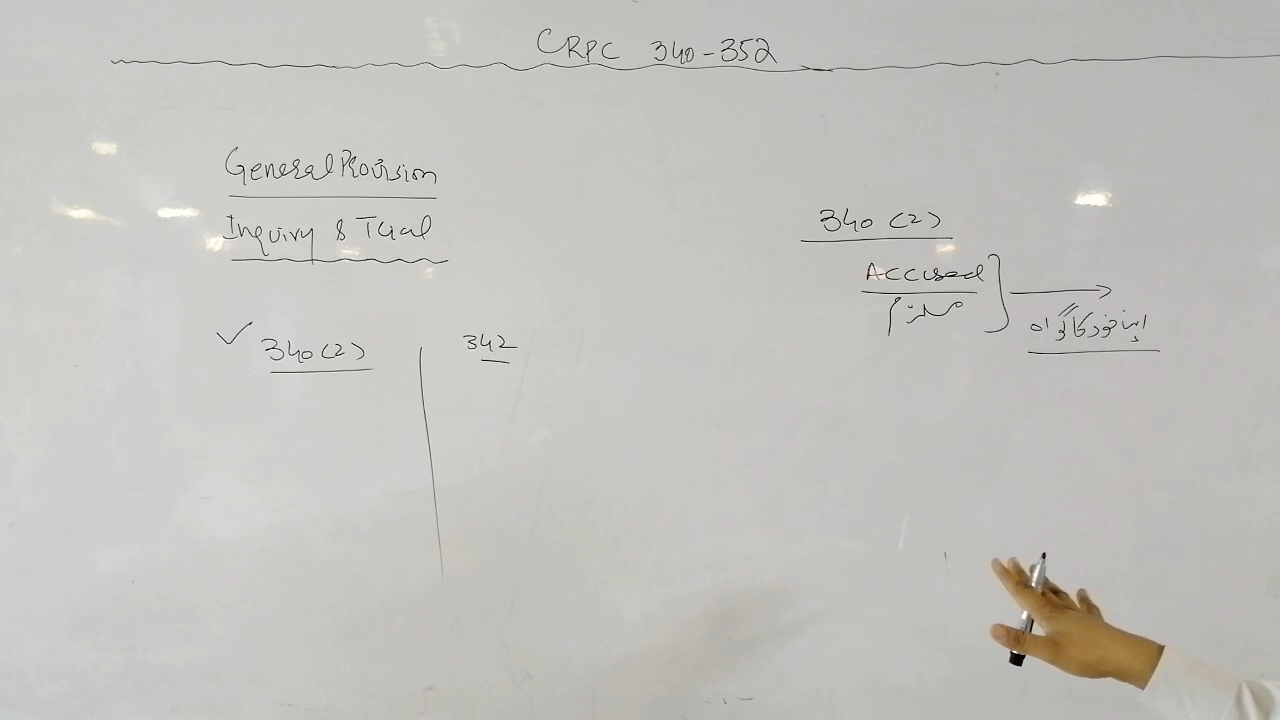 CRPC 340-352
General Provision
Inquiry & Trial
✓ 340 (2)
342
340 (2)
Accused
ملزم
اپنے خود کا گواہ